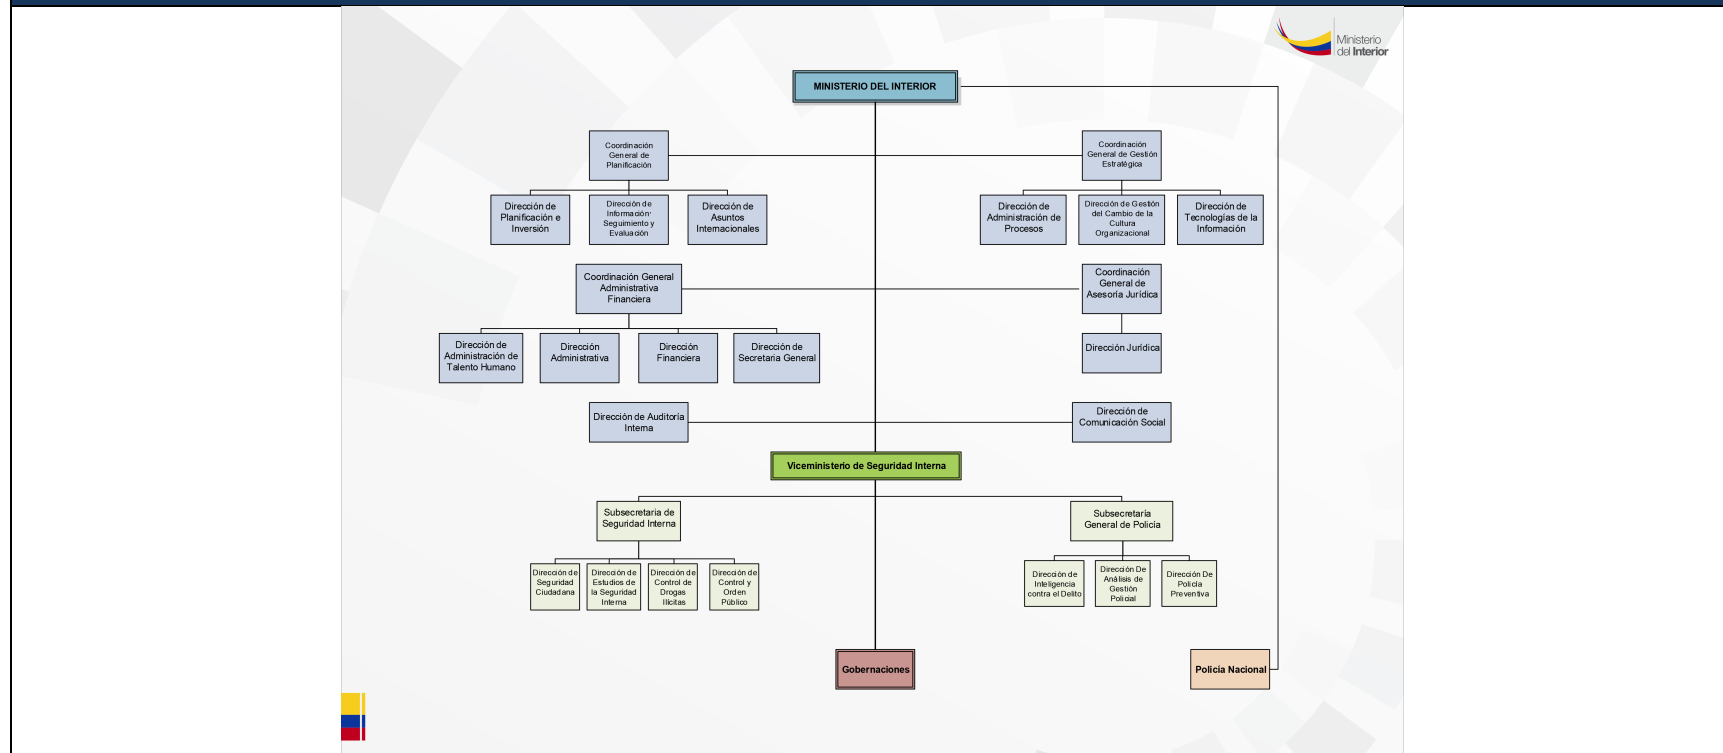 Ministerio
del Interior
MINISTERIO DEL INTERIOR
Coordinación
General de
Planificación
Coordinación
General de Gestión
Estratégica
Dirección de
Planificación e
Inversión
Dirección de
Información·
Seguimiento y
Evaluación
Dirección de
Asuntos
Internacionales
Dirección de
Administración de
Procesos
Dirección de Gestión
del Cambio de la
Cultura
Organizacional
Dirección de
Tecnologías de la
Información
Coordinación General
Administrativa
Financiera
Coordinación
General de
Asesoría Jurídica
Dirección de
Administración de
Talento Humano
Dirección
Administrativa
Dirección
Financiera
Dirección de
Secretaria General
Dirección Jurídica
Dirección de Auditoría
Interna
Dirección de
Comunicación Social
Viceministerio de Seguridad Interna
Subsecretaria de
Seguridad Interna
Subsecretaría
General de Policía
Dirección de
Seguridad
Ciudadana
Dirección de
Estudios de
la Seguridad
Interna
Dirección de
Control de
Drogas
Ilícitas
Dirección de
Control y
Orden
Público
Dirección de
Inteligencia
contra el Delito
Dirección De
Análisis de
Gestión
Policial
Dirección De
Policía
Preventiva
Gobernaciones
Policía Nacional